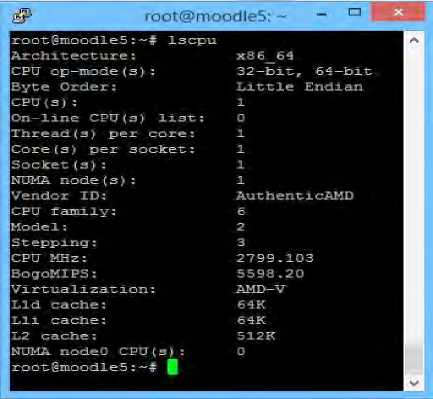 root@moodle5: ~
root@moodle5:~# lscpu
Architecture: x86_64
CPU op-mode(s): 32-bit, 64-bit
Byte Order: Little Endian
CPU(s): 1
On-line CPU(s) list: 0
Thread(s) per core: 1
Core(s) per socket: 1
Socket(s): 1
NUMA node(s): 1
Vendor ID: AuthenticAMD
CPU family: 6
Model: 2
Stepping: 3
CPU MHz: 2799.103
BogoMIPS: 5598.20
Virtualization: AMD-V
L1d cache: 64K
L1i cache: 64K
L2 cache: 512K
NUMA node0 CPU(s): 0
root@moodle5:~#